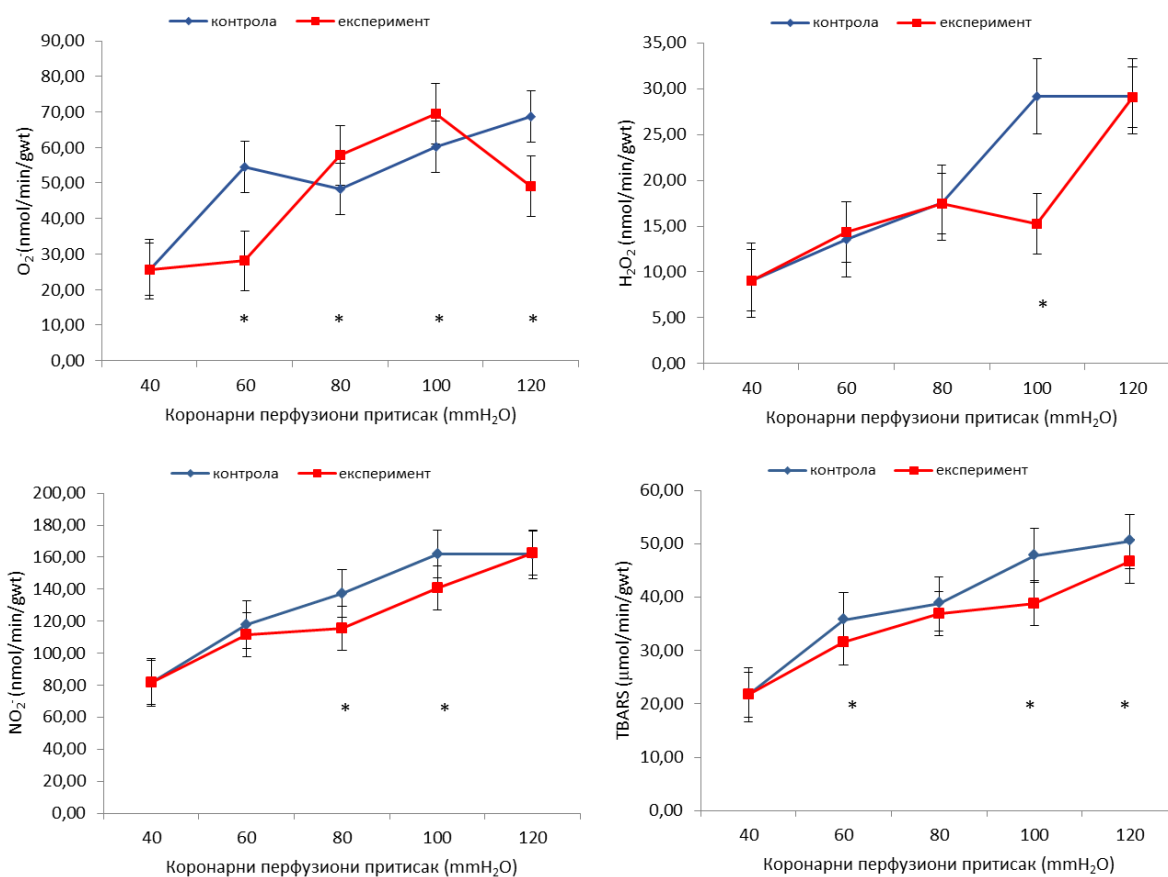 контрола експеримент
90,00
80,00
70,00
60,00
50,00
40,00
30,00
20,00
10,00
0,00
O₂⁻(nmol/min/gwt)
* * * *
40 60 80 100 120
Коронарни перфузиони притисак (mmH₂O)
контрола експеримент
35,00
30,00
25,00
20,00
15,00
10,00
5,00
0,00
H₂O₂ (nmol/min/gwt)
*
40 60 80 100 120
Коронарни перфузиони притисак (mmH₂O)
контрола експеримент
200,00
180,00
160,00
140,00
120,00
100,00
80,00
60,00
40,00
20,00
0,00
NO₂⁻(nmol/min/gwt)
* *
40 60 80 100 120
Коронарни перфузиони притисак (mmH₂O)
контрола експеримент
60,00
50,00
40,00
30,00
20,00
10,00
0,00
TBARS (μmol/min/gwt)
* * *
40 60 80 100 120
Коронарни перфузиони притисак (mmH₂O)